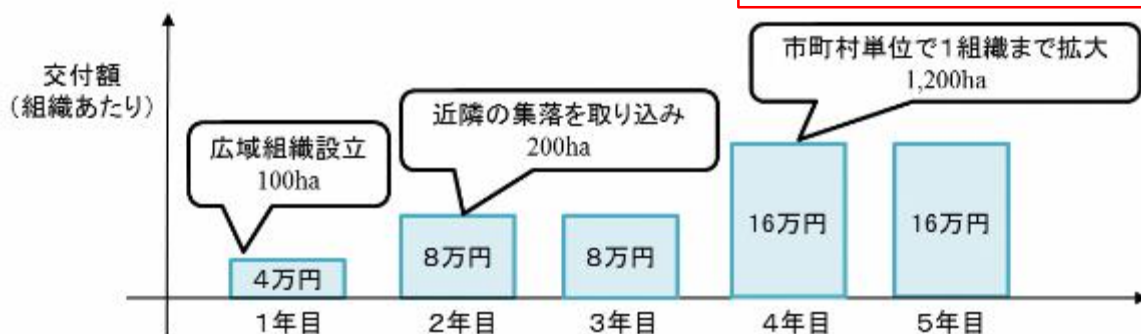 交付額
（組織あたり）
広域組織設立
100ha
近隣の集落を取り込み
200ha
市町村単位で１組織まで拡大
1,200ha
４万円
８万円
８万円
16万円
16万円
１年目
２年目
３年目
４年目
５年目